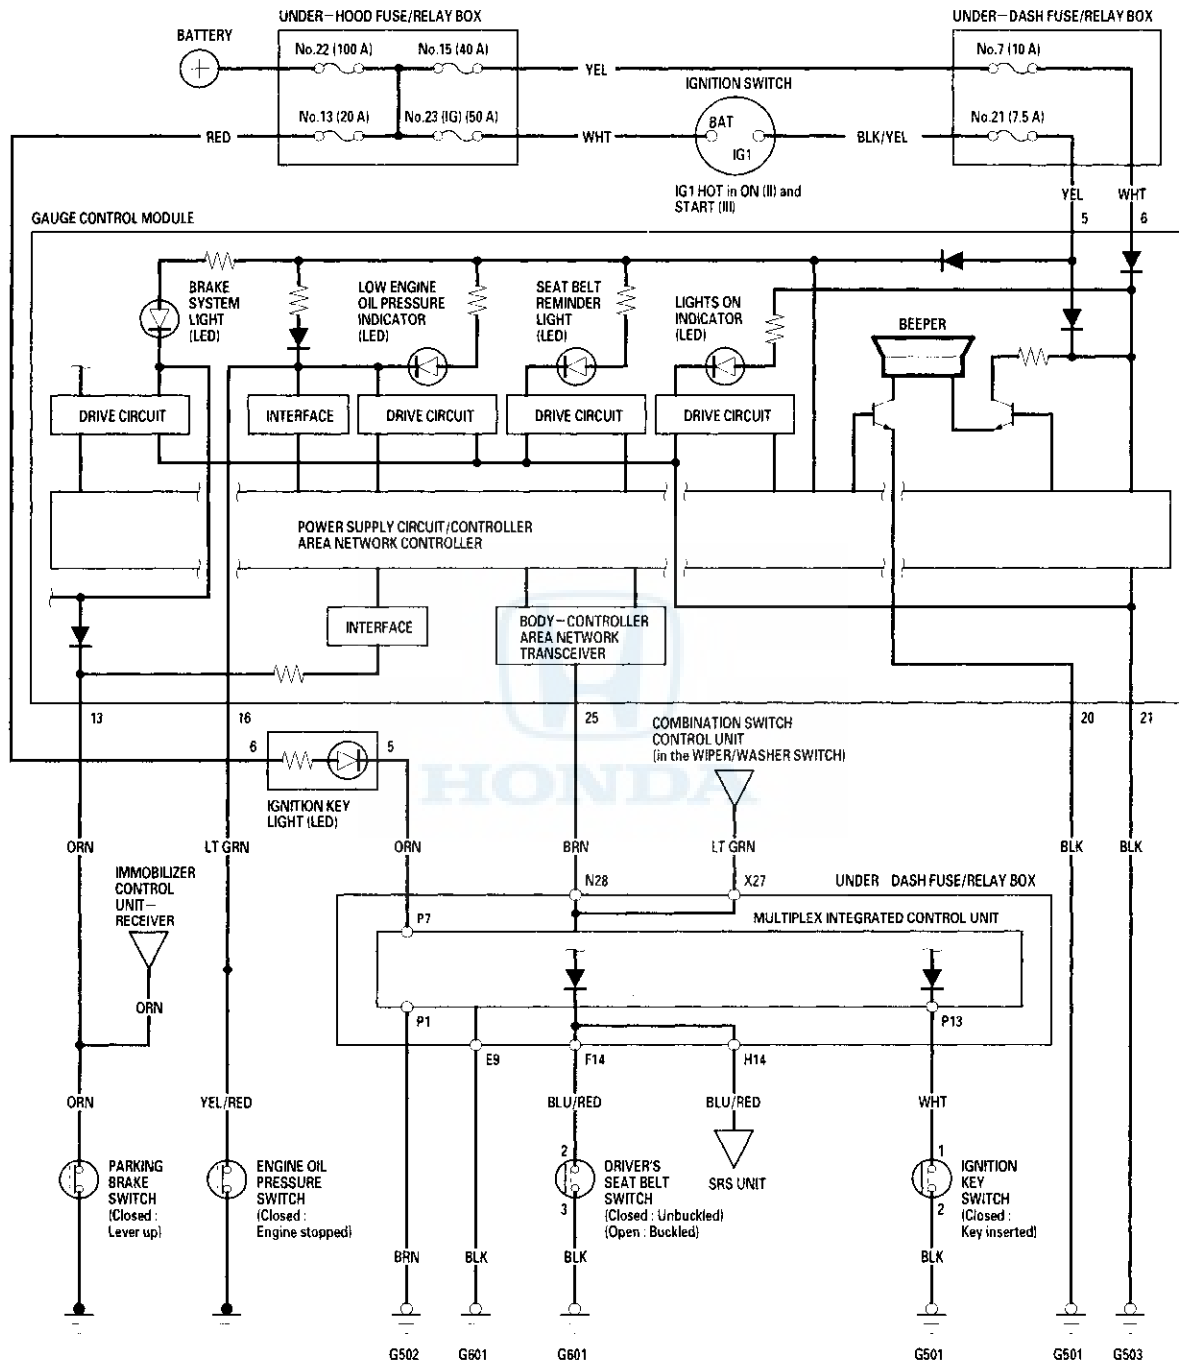 UNDER-HOOD FUSE/RELAY BOX
UNDER-DASH FUSE/RELAY BOX
BATTERY
No.22 (100 A)
No.15 (40 A)
No.7 (10 A)
YEL
IGNITION SWITCH
No.13 (20 A)
No.23 (IG) (50 A)
No.21 (7.5 A)
RED
WHT
BAT
IG1
BLK/YEL
IG1 HOT in ON (II) and
START (III)
YEL
WHT
GAUGE CONTROL MODULE
5
6
BRAKE
SYSTEM
LIGHT
(LED)
LOW ENGINE
OIL PRESSURE
INDICATOR
(LED)
SEAT BELT
REMINDER
LIGHT
(LED)
LIGHTS ON
INDICATOR
(LED)
BEEPER
DRIVE CIRCUIT
INTERFACE
DRIVE CIRCUIT
DRIVE CIRCUIT
DRIVE CIRCUIT
POWER SUPPLY CIRCUIT/CONTROLLER
AREA NETWORK CONTROLLER
INTERFACE
BODY-CONTROLLER
AREA NETWORK
TRANSCEIVER
13
16
25
20
21
COMBINATION SWITCH
CONTROL UNIT
(in the WIPER/WASHER SWITCH)
6
5
HONDA
IGNITION KEY
LIGHT (LED)
ORN
LT GRN
ORN
BRN
LT GRN
BLK
BLK
IMMOBILIZER
CONTROL
UNIT-
RECEIVER
N28
X27
UNDER DASH FUSE/RELAY BOX
P7
MULTIPLEX INTEGRATED CONTROL UNIT
ORN
P1
P13
E9
F14
H14
ORN
YEL/RED
BLU/RED
BLU/RED
WHT
PARKING
BRAKE
SWITCH
(Closed :
Lever up)
ENGINE OIL
PRESSURE
SWITCH
(Closed :
Engine stopped)
2
3
DRIVER'S
SEAT BELT
SWITCH
(Closed : Unbuckled)
(Open : Buckled)
SRS UNIT
1
2
IGNITION
KEY
SWITCH
(Closed :
Key inserted)
BRN
BLK
BLK
BLK
G502
G601
G601
G501
G501
G503